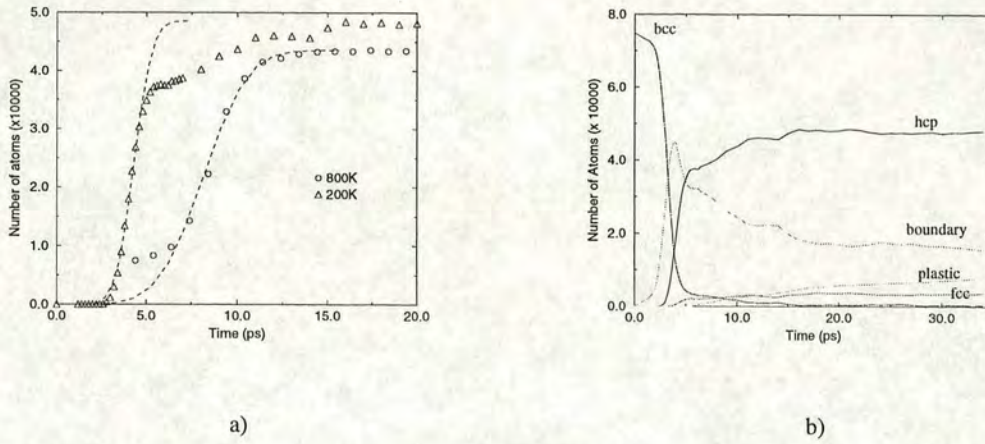 5.0
4.0
3.0
2.0
1.0
0.0
Number of atoms (x10000)
800K
200K
0.0 5.0 10.0 15.0 20.0
Time (ps)
a)
8.0
6.0
4.0
2.0
0.0
Number of Atoms (x 10000)
bcc
hcp
boundary
plastic
fcc
0.0 10.0 20.0 30.0
Time (ps)
b)